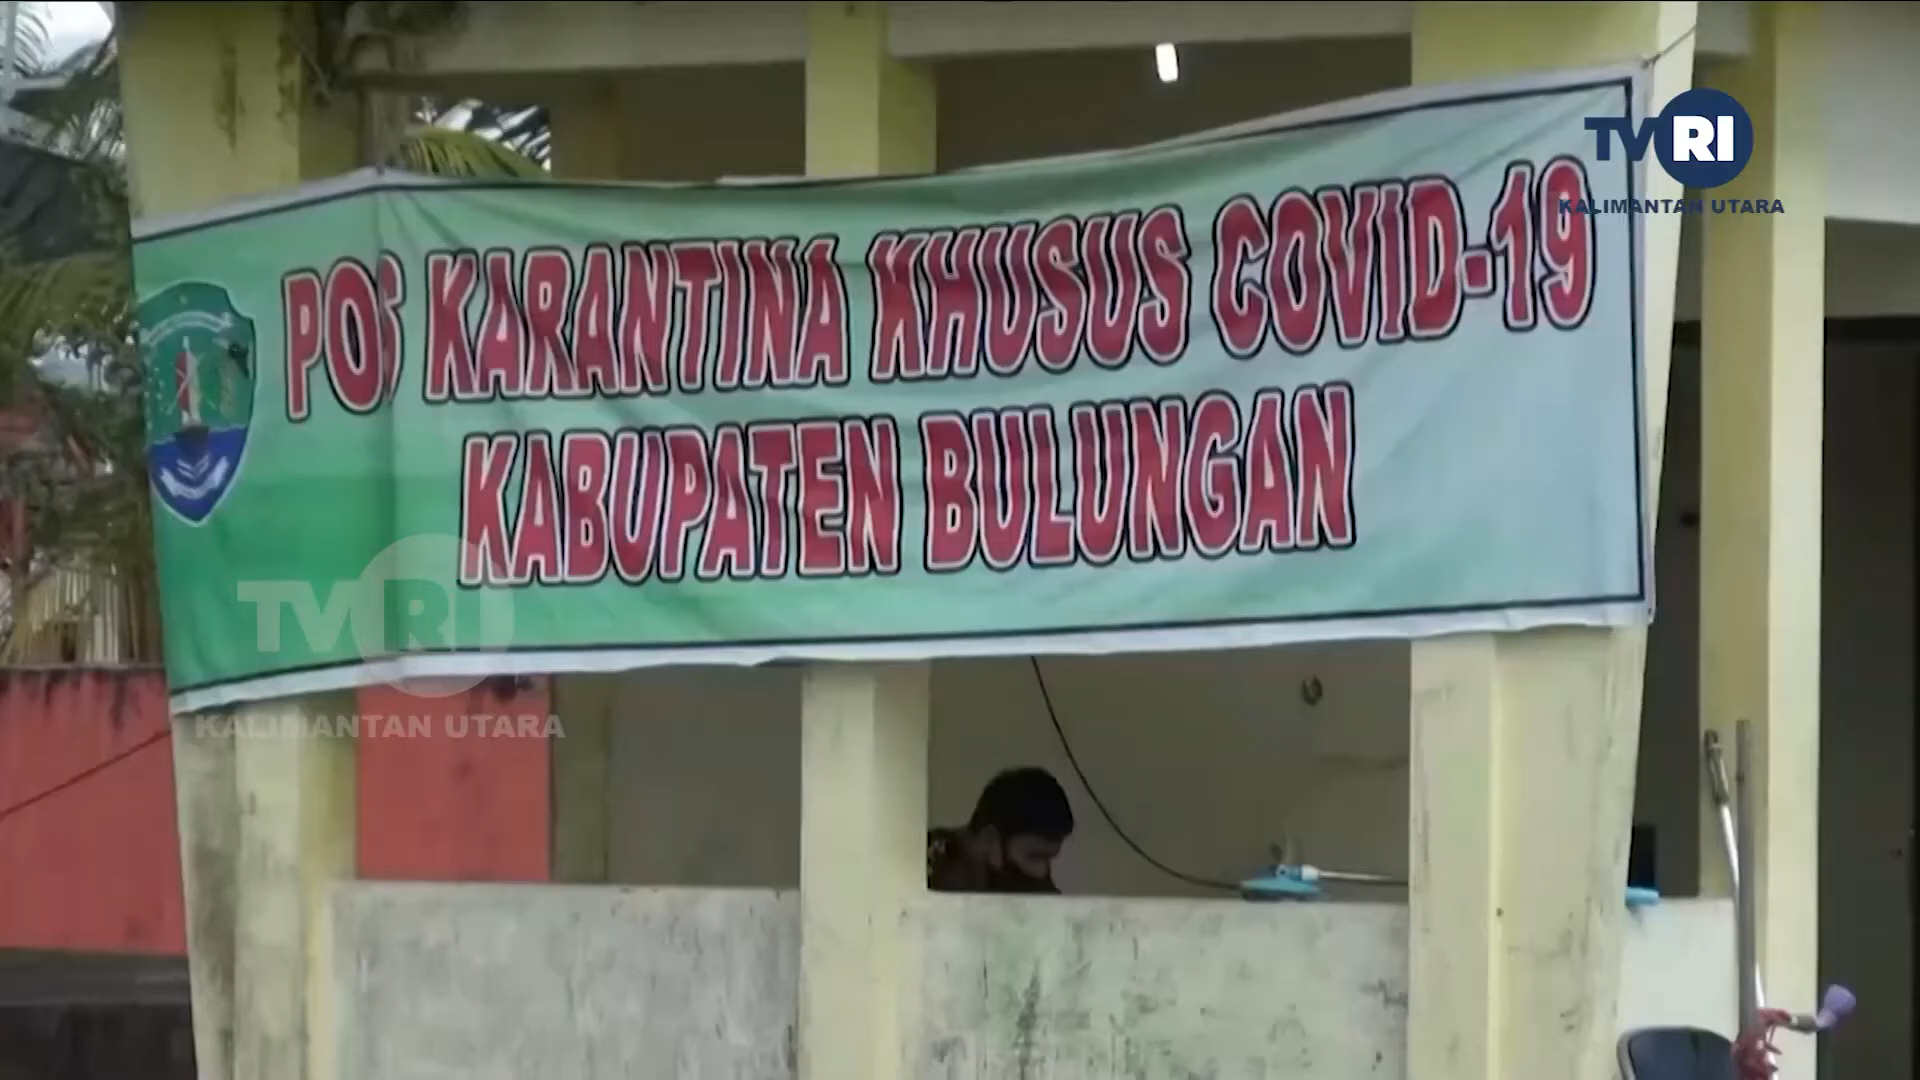 TVRI
KALIMANTAN UTARA
POS KARANTINA KHUSUS COVID-19
KABUPATEN BULUNGAN
TVRI
KALIMANTAN UTARA